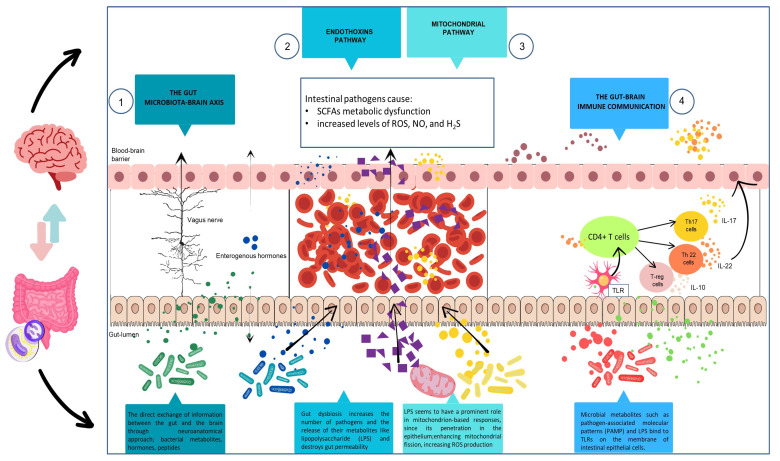 2
ENDOTHOXINS
PATHWAY
MITOCHONDRIAL
PATHWAY
3
1
THE GUT
MICROBIOTA-BRAIN AXIS
Intestinal pathogens cause:
• SCFAs metabolic dysfunction
• increased levels of ROS, NO, and H₂S
THE GUT-BRAIN
IMMUNE COMMUNICATION
4
Blood-brain
barrier
Vagus nerve
Enterogenous hormones
CD4+ T cells
Th17
cells
IL-17
Th 22
cells
IL-22
T-reg
cells
IL-10
TLR
Gut-lumen
The direct exchange of information
between the gut and the brain
through neuroanatomical
approach: bacterial metabolites,
hormones, peptides
Gut dysbiosis increases the
number of pathogens and the
release of their metabolites like
lippolysaccharide (LPS) and
destroys gut permeability
LPS seems to have a prominent role
in mitochondrion-based responses,
since its penetration in the
epithelium;enhancing mitochondrial
fission, increasing ROS production
Microbial metabolites such as
pathogen-associated molecular
patterns (PAMP) and LPS bind to
TLRs on the membrane of
intestinal epithelial cells.